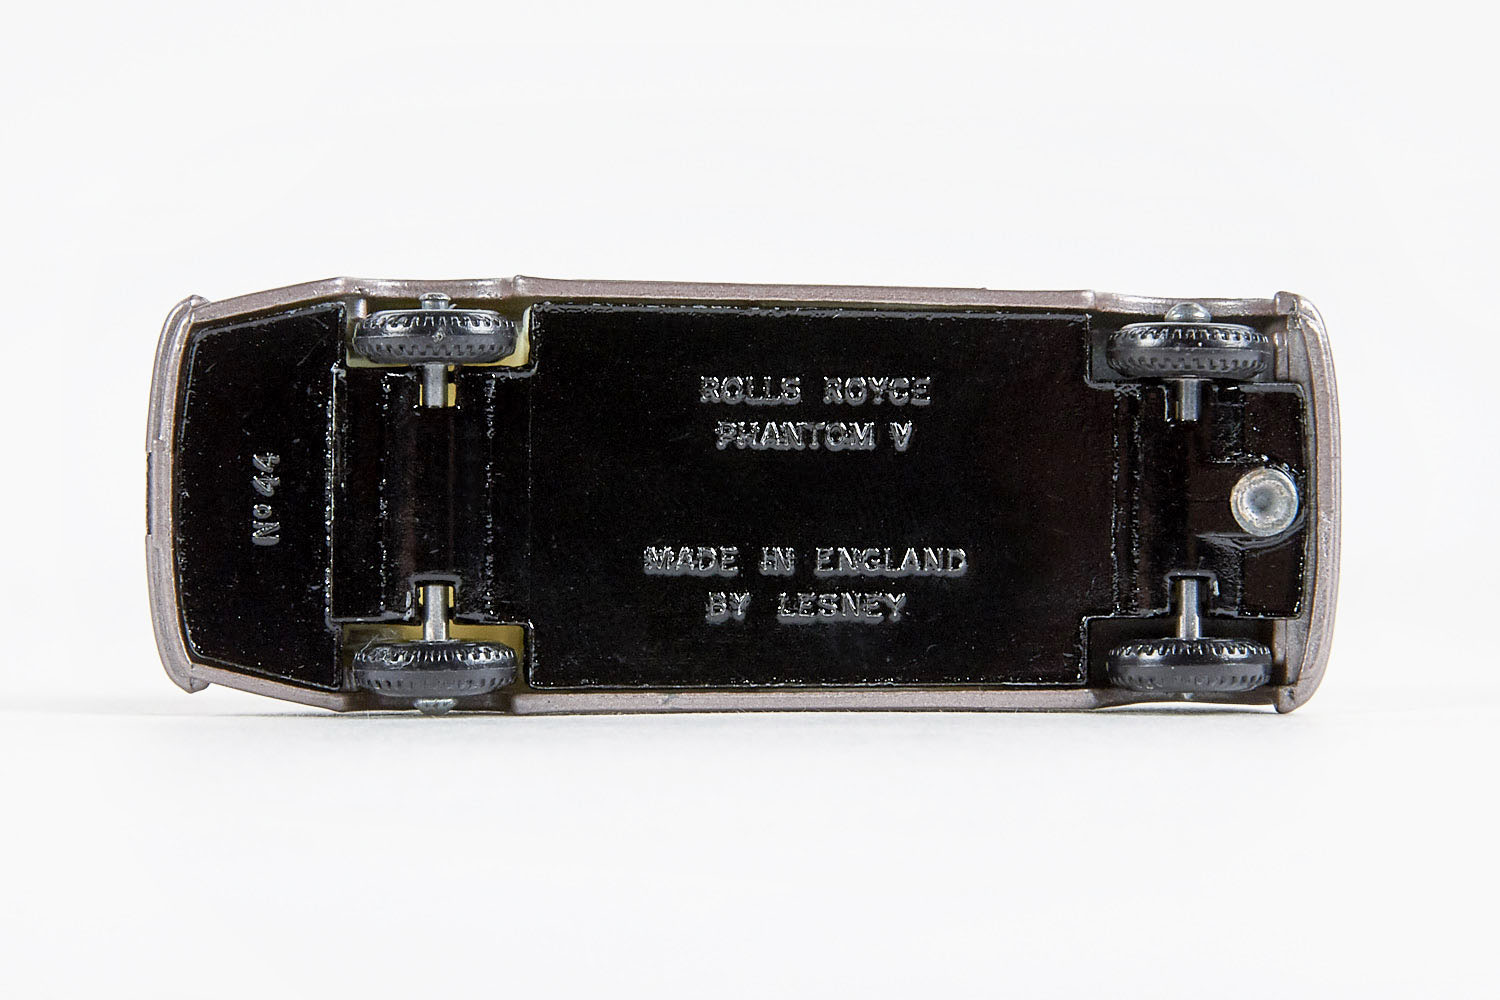 ROLLS ROYCE
PHANTOM V
MADE IN ENGLAND
BY LESNEY
Nº 44